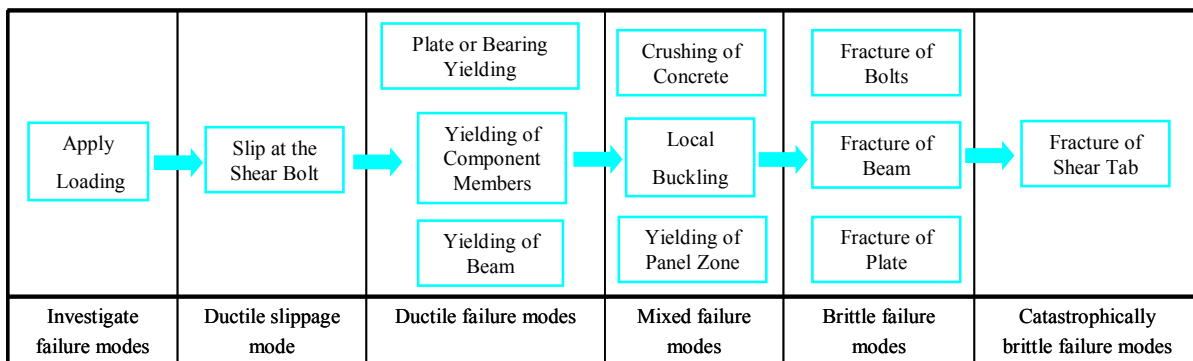 Apply
Loading
Slip at the
Shear Bolt
Plate or Bearing
Yielding
Yielding of
Component
Members
Yielding of
Beam
Crushing of
Concrete
Local
Buckling
Yielding of
Panel Zone
Fracture of
Bolts
Fracture of
Beam
Fracture of
Plate
Fracture of
Shear Tab
Investigate
failure modes
Ductile slippage
mode
Ductile failure modes
Mixed failure
modes
Brittle failure
modes
Catastrophically
brittle failure modes